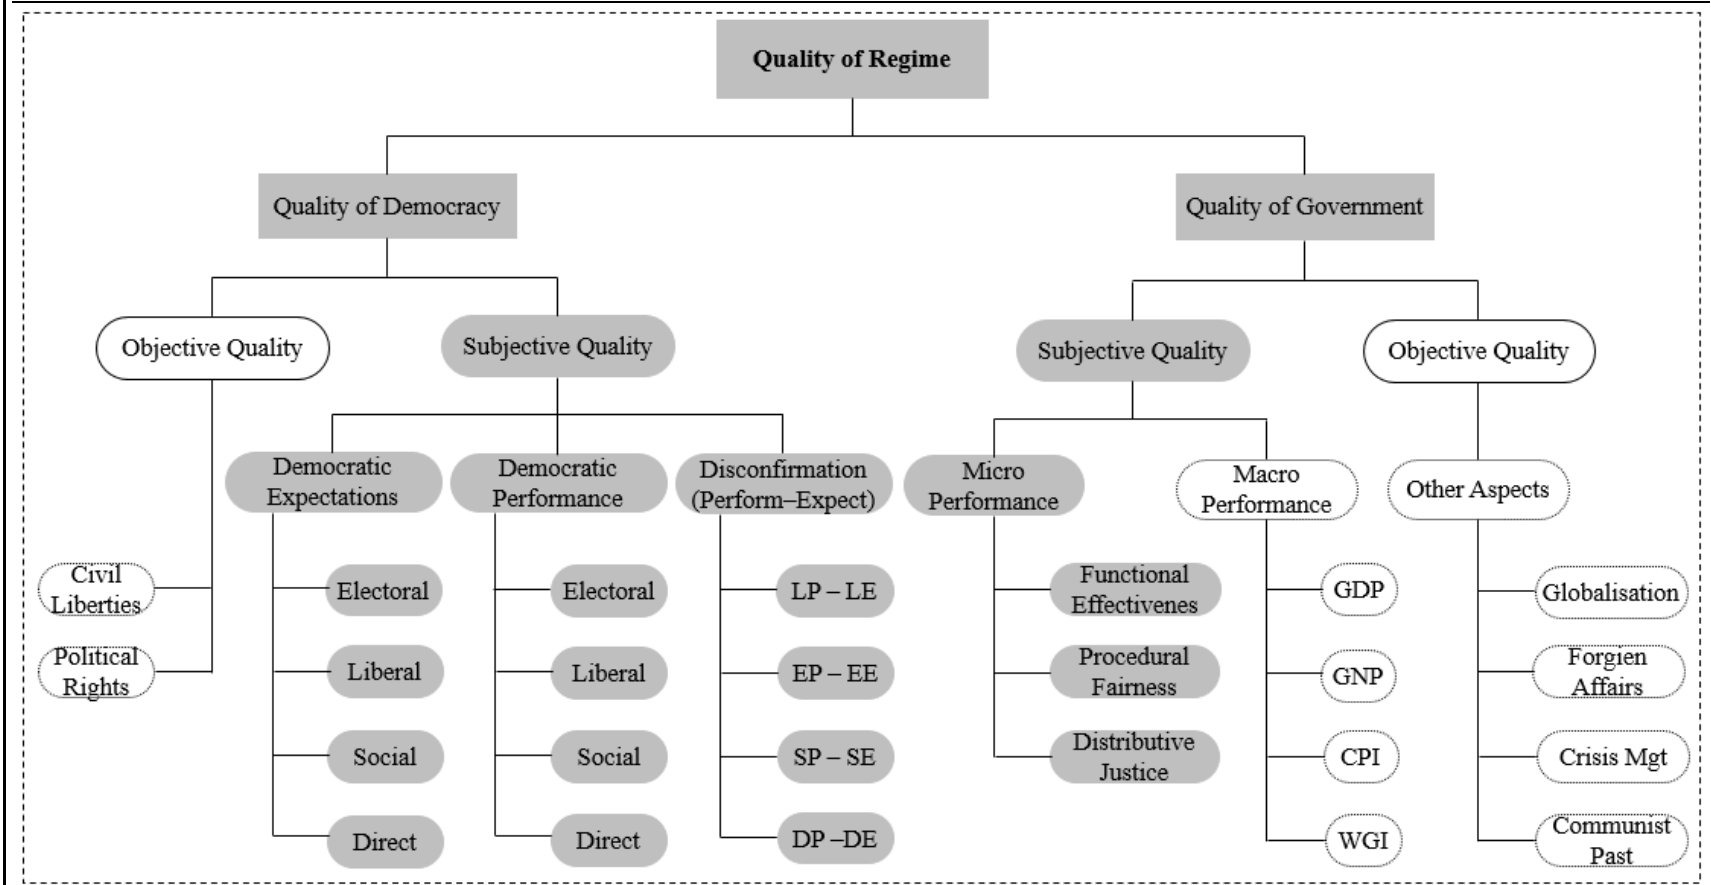 Quality of Regime
Quality of Democracy
Quality of Government
Objective Quality
Subjective Quality
Subjective Quality
Objective Quality
Democratic
Expectations
Democratic
Performance
Disconfirmation
(Perform–Expect)
Micro
Performance
Macro
Performance
Other Aspects
Civil
Liberties
Political
Rights
Electoral
Liberal
Social
Direct
Electoral
Liberal
Social
Direct
LP – LE
EP – EE
SP – SE
DP –DE
Functional
Effectivenes
Procedural
Fairness
Distributive
Justice
GDP
GNP
CPI
WGI
Globalisation
Forgien
Affairs
Crisis Mgt
Communist
Past